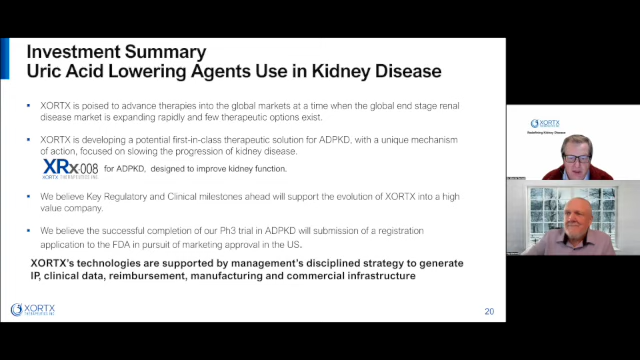 Investment Summary
Uric Acid Lowering Agents Use in Kidney Disease
XORTX is poised to advance therapies into the global markets at a time when the global end stage renal
disease market is expanding rapidly and few treatment options exist.
XORTX is developing a potential first-in-class therapeutic solution for ADPKD, with a unique mechanism
of action, focused on slowing the progression of kidney disease.
XRx-008 for ADPKD, designed to improve kidney function.
XORTX THERAPEUTICS INC
We believe Key Regulatory and Clinical milestones ahead will support the evolution of XORTX into a high
value company.
We believe the successful completion of our Ph3 trial in ADPKD will submission of a registration
application to the FDA in pursuit of marketing approval in the US.
XORTX's technologies are supported by management's disciplined strategy to generate
IP, clinical data, reimbursement, manufacturing and commercial infrastructure
XORTX
THERAPEUTICS INC
20
XORTX
Redefining Kidney Disease